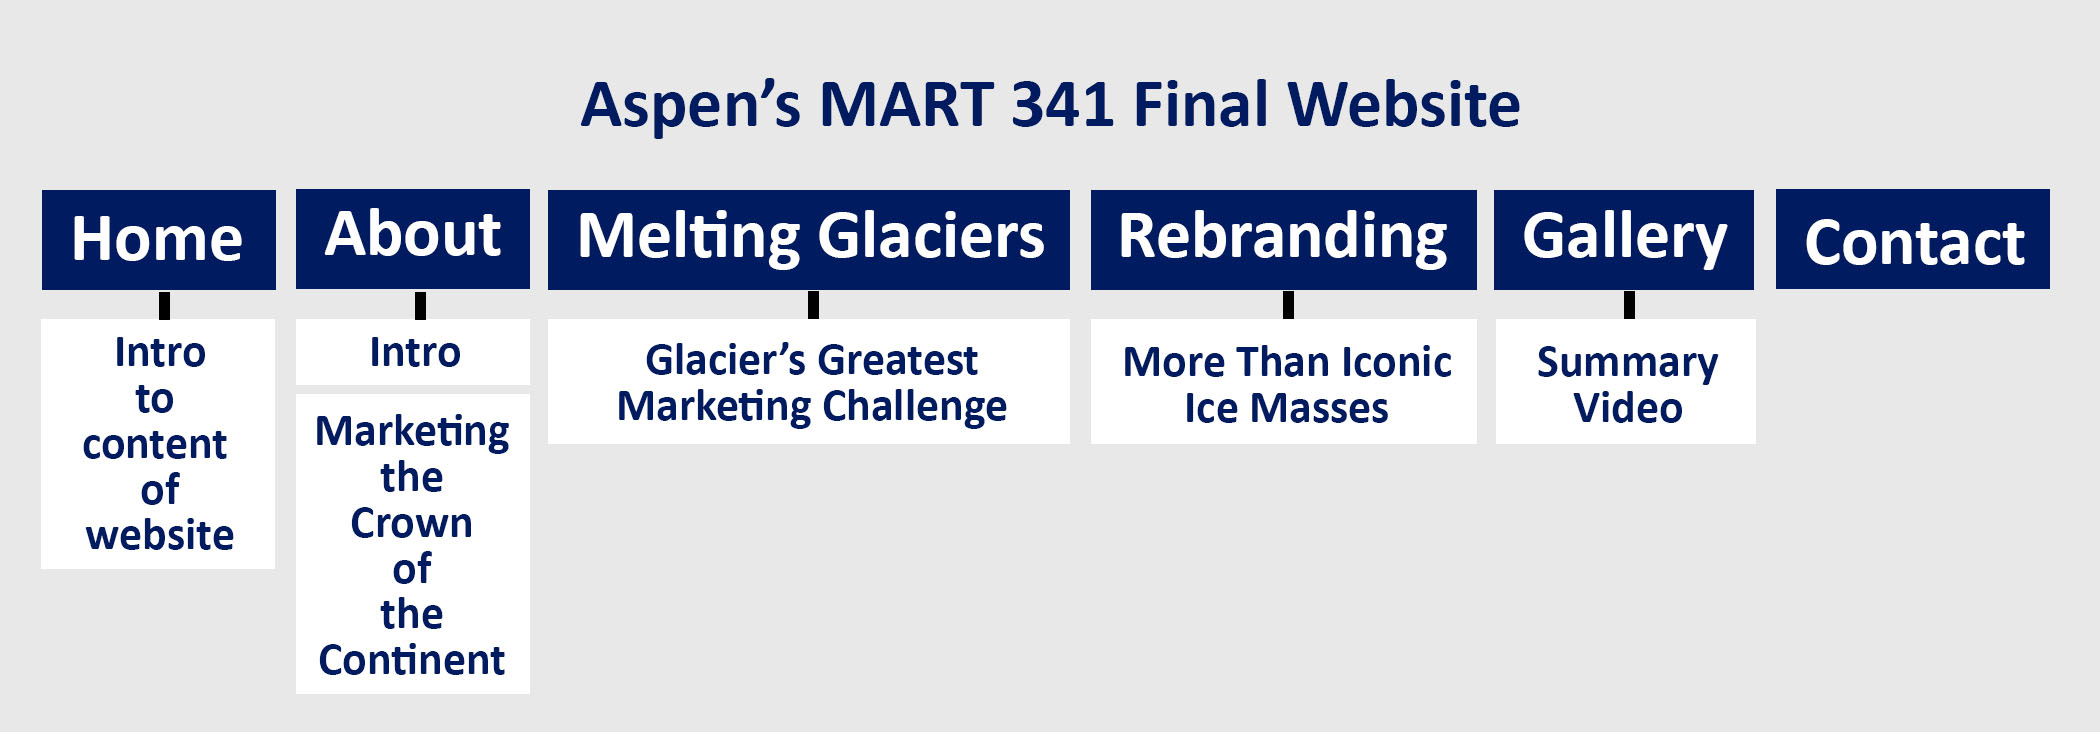 Aspen’s MART 341 Final Website
Home
About
Melting Glaciers
Rebranding
Gallery
Contact
Intro
to
content
of
website
Intro
Marketing
the
Crown
of
the
Continent
Glacier’s Greatest
Marketing Challenge
More Than Iconic
Ice Masses
Summary
Video